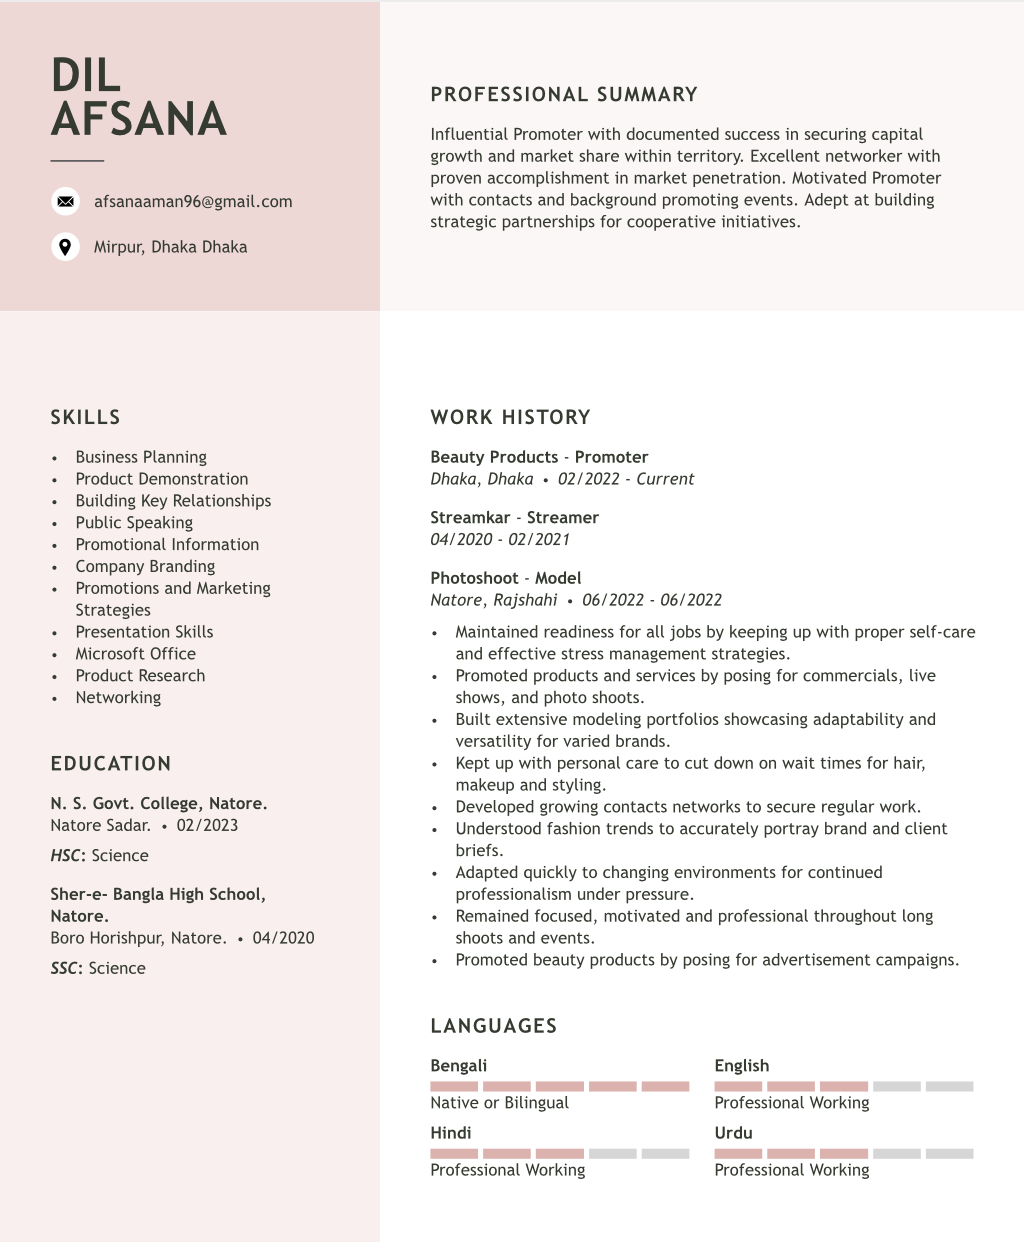 DIL
AFSANA
afsanaaman96@gmail.com
Mirpur, Dhaka Dhaka
PROFESSIONAL SUMMARY
Influential Promoter with documented success in securing capital
growth and market share within territory. Excellent networker with
proven accomplishment in market penetration. Motivated Promoter
with contacts and background promoting events. Adept at building
strategic partnerships for cooperative initiatives.
SKILLS
• Business Planning
• Product Demonstration
• Building Key Relationships
• Public Speaking
• Promotional Information
• Company Branding
• Promotions and Marketing
Strategies
• Presentation Skills
• Microsoft Office
• Product Research
• Networking
EDUCATION
N. S. Govt. College, Natore.
Natore Sadar. • 02/2023
HSC: Science
Sher-e- Bangla High School,
Natore.
Boro Horishpur, Natore. • 04/2020
SSC: Science
WORK HISTORY
Beauty Products - Promoter
Dhaka, Dhaka • 02/2022 - Current
Streamkar - Streamer
04/2020 - 02/2021
Photoshoot - Model
Natore, Rajshahi • 06/2022 - 06/2022
• Maintained readiness for all jobs by keeping up with proper self-care
and effective stress management strategies.
• Promoted products and services by posing for commercials, live
shows, and photo shoots.
• Built extensive modeling portfolios showcasing adaptability and
versatility for varied brands.
• Kept up with personal care to cut down on wait times for hair,
makeup and styling.
• Developed growing contacts networks to secure regular work.
• Understood fashion trends to accurately portray brand and client
briefs.
• Adapted quickly to changing environments for continued
professionalism under pressure.
• Remained focused, motivated and professional throughout long
shoots and events.
• Promoted beauty products by posing for advertisement campaigns.
LANGUAGES
Bengali
Native or Bilingual
English
Professional Working
Hindi
Professional Working
Urdu
Professional Working